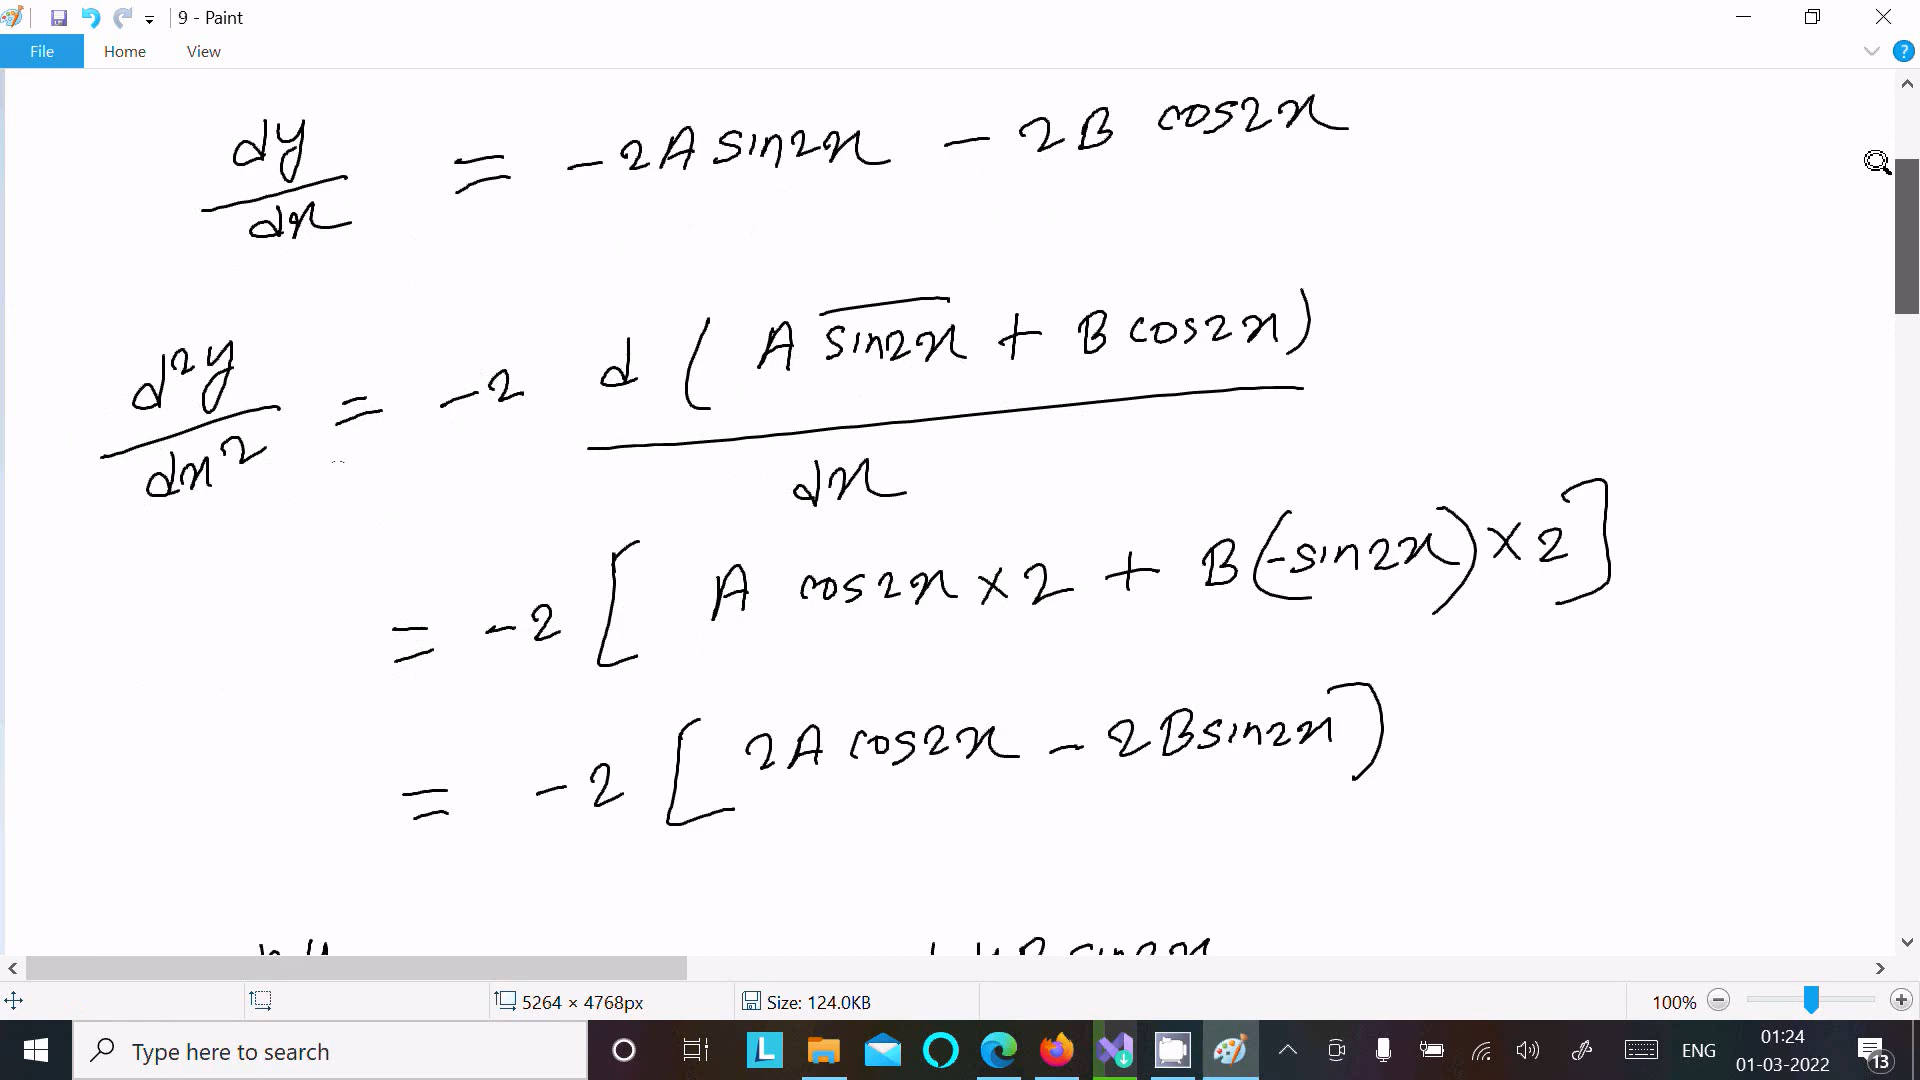 9 - Paint
File Home View
dy/dx = -2A sin2x - 2B cos2x
d²y/dx² = -2 d(A sin2x + B cos2x)/dx
= -2[A cos2x × 2 + B(-sin2x) × 2]
= -2[2A cos2x - 2B sin2x)
5264 × 4768px Size: 124.0KB 100%
Type here to search
L
ENG
01:24
01-03-2022
13